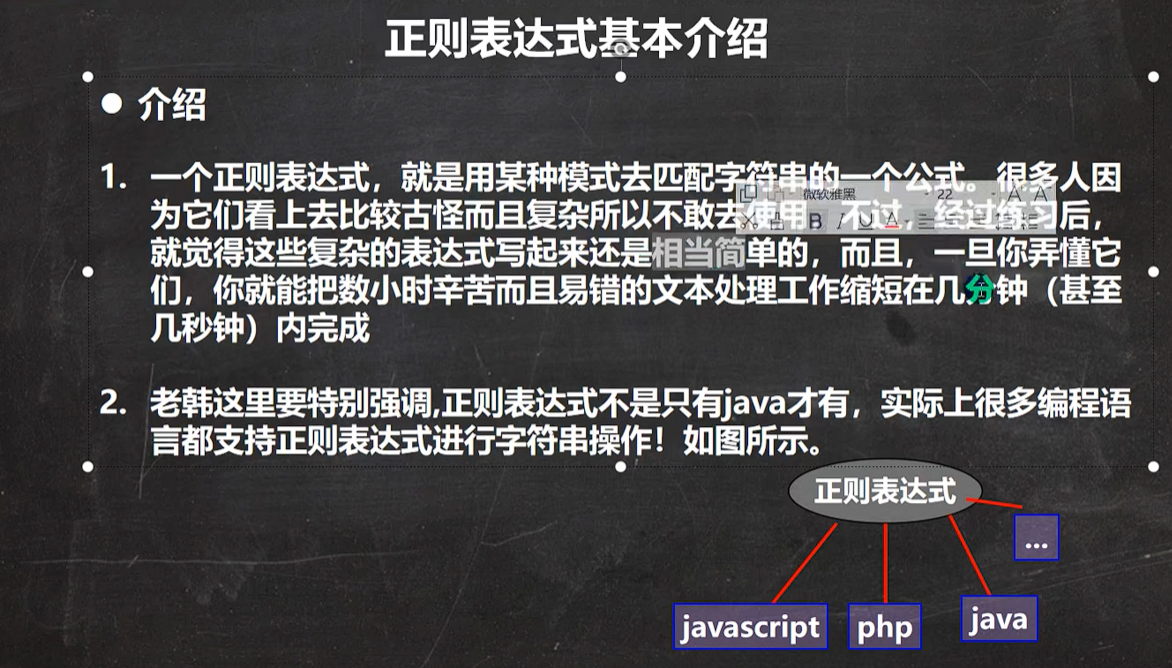 正则表达式基本介绍
● 介绍
1. 一个正则表达式，就是用某种模式去匹配字符串的一个公式。很多人因
为它们看上去比较古怪而且复杂所以不敢去使用 不过，经过练习后，
就觉得这些复杂的表达式写起来还是相当简单的，而且，一旦你弄懂它
们，你就能把数小时辛苦而且易错的文本处理工作缩短在几分钟（甚至
几秒钟）内完成
微软雅黑 22 A A
B I U A
2. 老韩这里要特别强调,正则表达式不是只有java才有，实际上很多编程语
言都支持正则表达式进行字符串操作！如图所示。
正则表达式
...
javascript php java